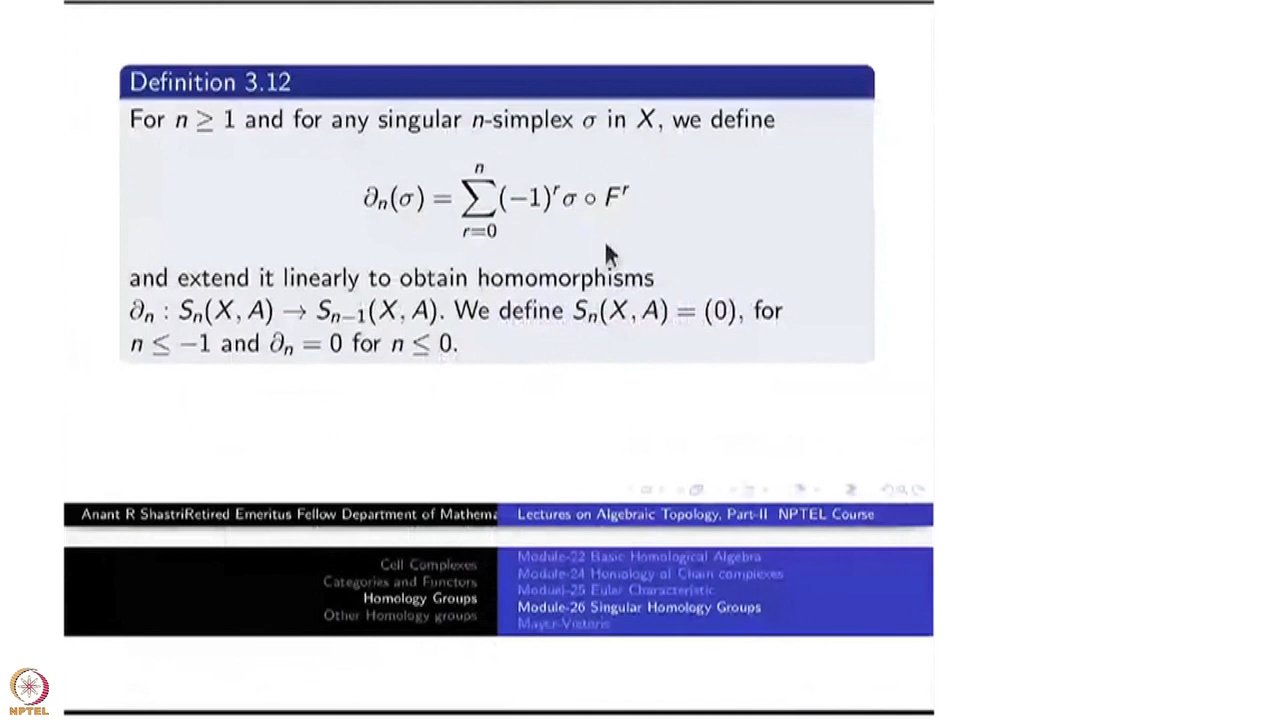 Definition 3.12
For n ≥ 1 and for any singular n-simplex σ in X, we define
∂ₙ(σ) = ∑_{r=0}^{n} (−1)ʳ σ ∘ Fʳ
and extend it linearly to obtain homomorphisms
∂ₙ : Sₙ(X, A) → Sₙ₋₁(X, A). We define Sₙ(X, A) = (0), for
n ≤ −1 and ∂ₙ = 0 for n ≤ 0.
Anant R ShastriRetired Emeritus Fellow Department of Mathema Lectures on Algebraic Topology, Part-II NPTEL Course
Cell Complexes
Categories and Functors
Homology Groups
Other Homology groups
Module-22 Basic Homological Algebra
Module-24 Homology of Chain complexes
Moduel-25 Euler Characteristic
Module-26 Singular Homology Groups
Mayer-Vietoris
NPTEL